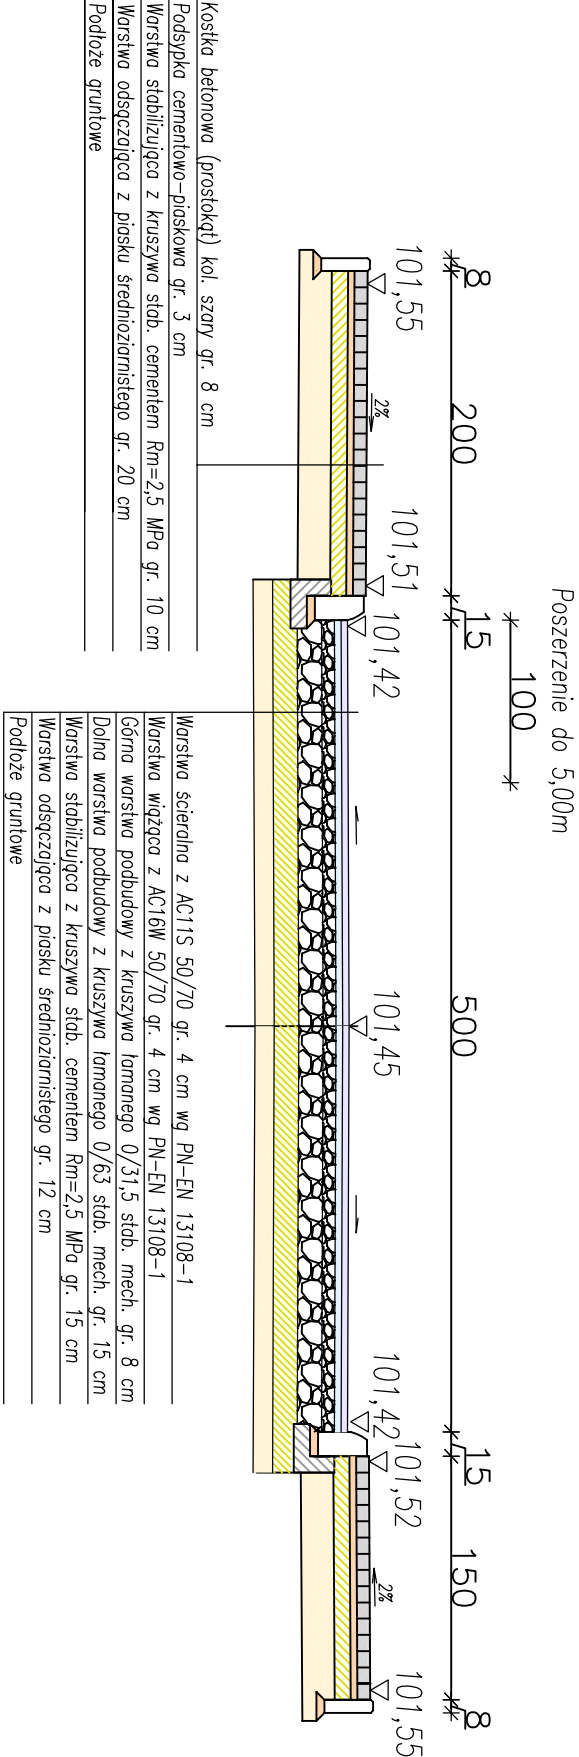 Poszerzenie do 5,00m
100
8
200
15
500
15
150
8
101,55
101,51
101,42
101,45
101,42
101,52
101,55
2%
2%
Kostka betonowa (prostokąt) kol. szary gr. 8 cm
Podsypka cementowo-piaskowa gr. 3 cm
Warstwa stabilizująca z kruszywa stab. cementem Rm=2,5 MPa gr. 10 cm
Warstwa odsączająca z piasku średnioziarnistego gr. 20 cm
Podłoże gruntowe
Warstwa ścieralna z AC11S 50/70 gr. 4 cm wg PN-EN 13108-1
Warstwa wiążąca z AC16W 50/70 gr. 4 cm wg PN-EN 13108-1
Górna warstwa podbudowy z kruszywa łamanego 0/31,5 stab. mech. gr. 8 cm
Dolna warstwa podbudowy z kruszywa łamanego 0/63 stab. mech. gr. 15 cm
Warstwa stabilizująca z kruszywa stab. cementem Rm=2,5 MPa gr. 15 cm
Warstwa odsączająca z piasku średnioziarnistego gr. 12 cm
Podłoże gruntowe